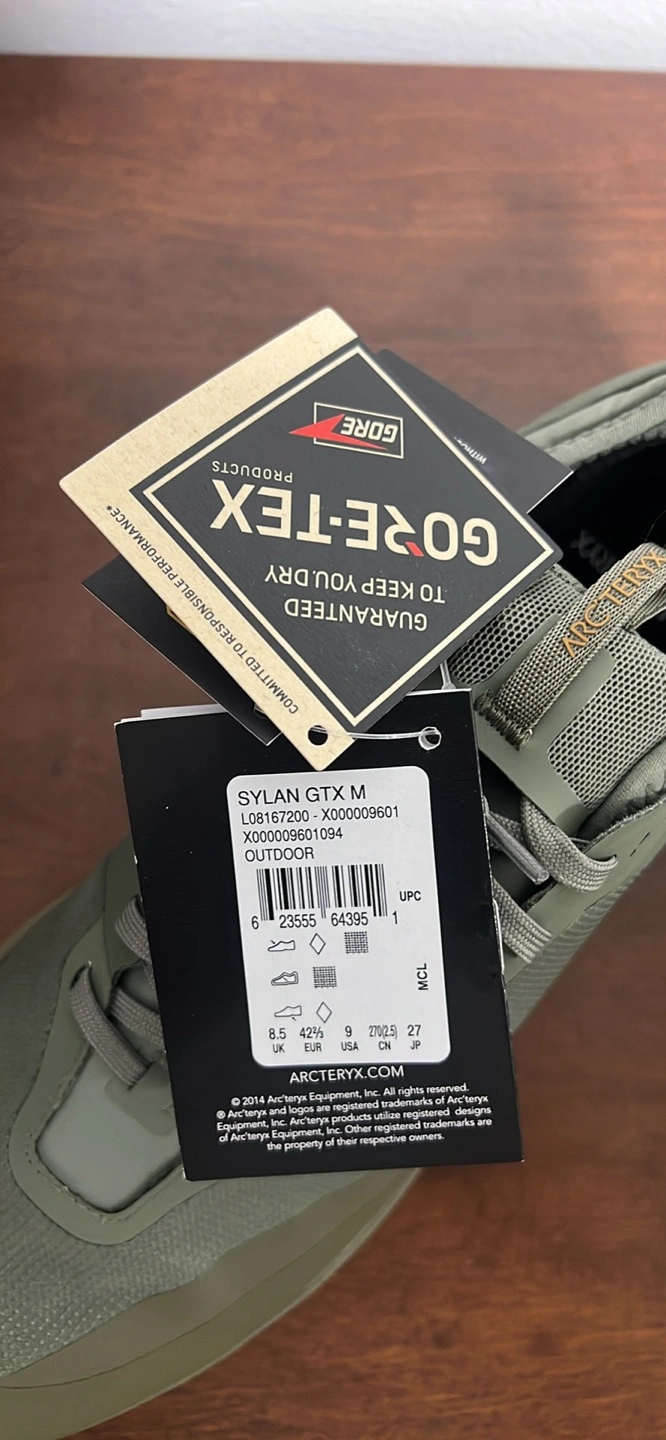 GORE
GORE-TEX
PRODUCTS
GUARANTEED
TO KEEP YOU DRY
COMMITTED TO RESPONSIBLE PERFORMANCE*
ARC'TERYX
SYLAN GTX M
L08167200 - X000009601
X000009601094
OUTDOOR
UPC
6 23555 64395 1
MCL
8.5 42⅔ 9 270(2.5) 27
UK EUR USA CN JP
ARCTERYX.COM
© 2014 Arc'teryx Equipment, Inc. All rights reserved.
® Arc'teryx and logos are registered trademarks of Arc'teryx
Equipment, Inc. Arc'teryx products utilize registered designs
of Arc'teryx Equipment, Inc. Other registered trademarks are
the property of their respective owners.